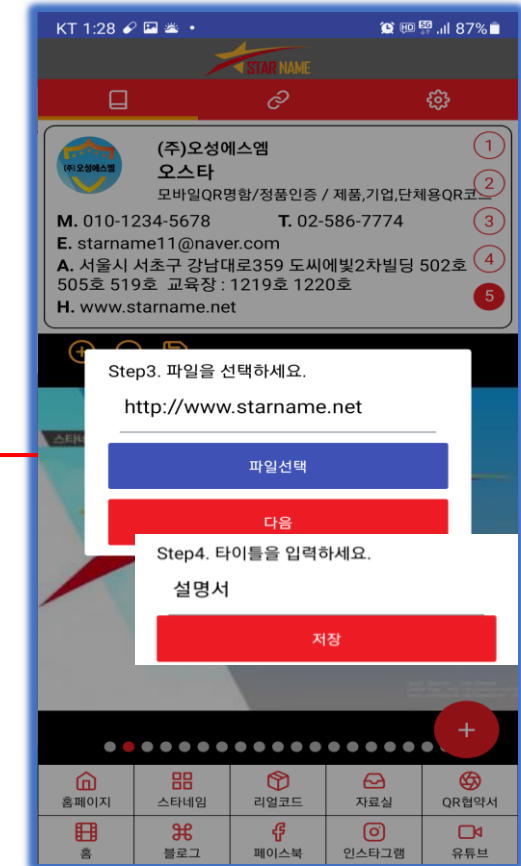 KT 1:28
HD 5G 87%
STAR NAME
(주)오성에스엠
(주)오성에스엠
오스타
모바일QR명함/정품인증 / 제품,기업,단체용QR코드
1
2
3
4
5
M. 010-1234-5678 T. 02-586-7774
E. starname11@naver.com
A. 서울시 서초구 강남대로359 도씨에빛2차빌딩 502호
505호 519호 교육장 : 1219호 1220호
H. www.starname.net
Step3. 파일을 선택하세요.
http://www.starname.net
파일선택
다음
Step4. 타이틀을 입력하세요.
설명서
저장
+
홈페이지 스타네임 리얼코드 자료실 QR협약서
홈 블로그 페이스북 인스타그램 유튜브